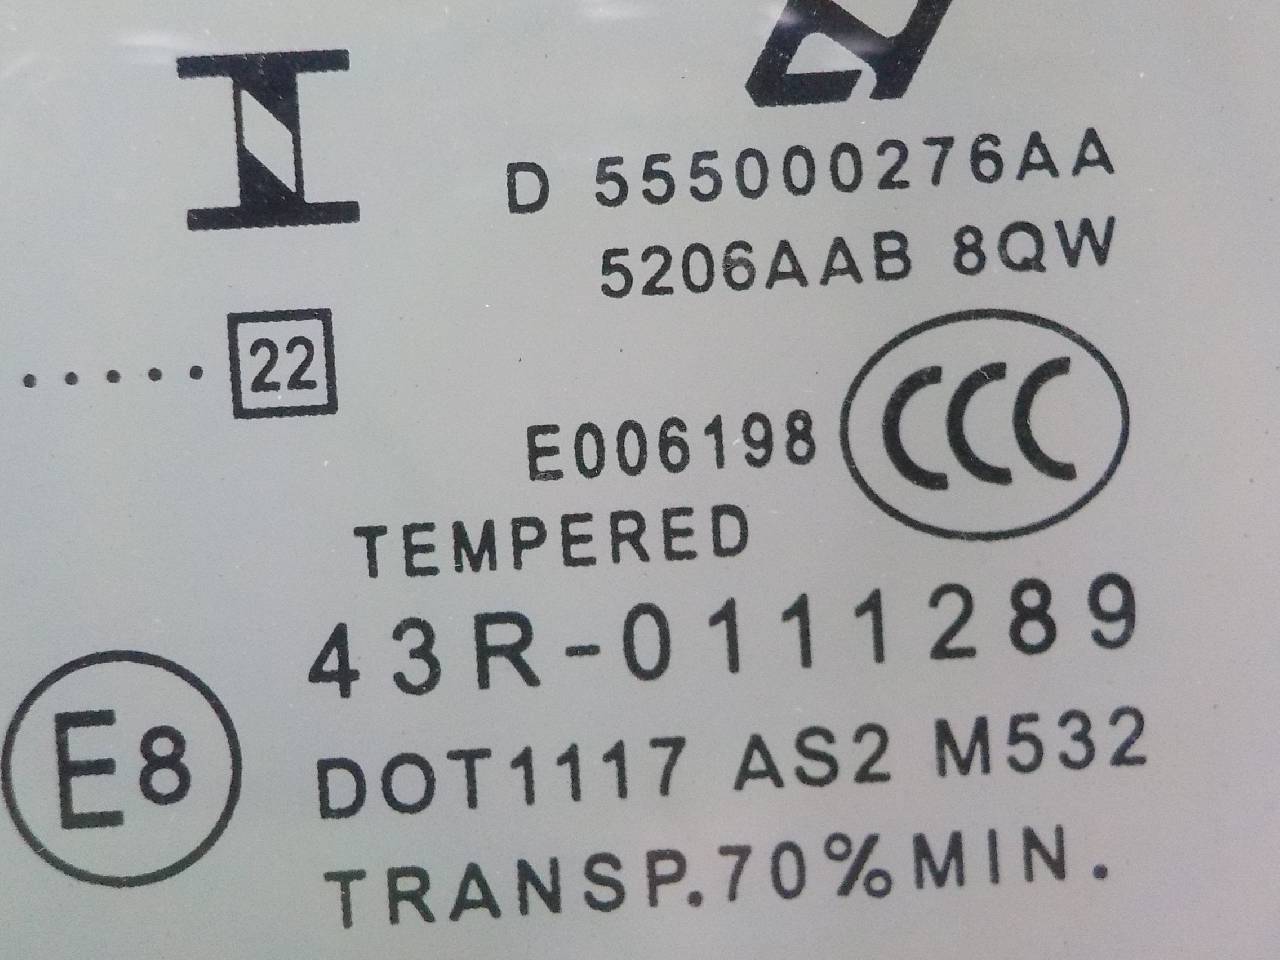 D 555000276AA
5206AAB 8QW
..... 22
E006198 CCC
TEMPERED
43R-0111289
E8
DOT1117 AS2 M532
TRANSP.70%MIN.